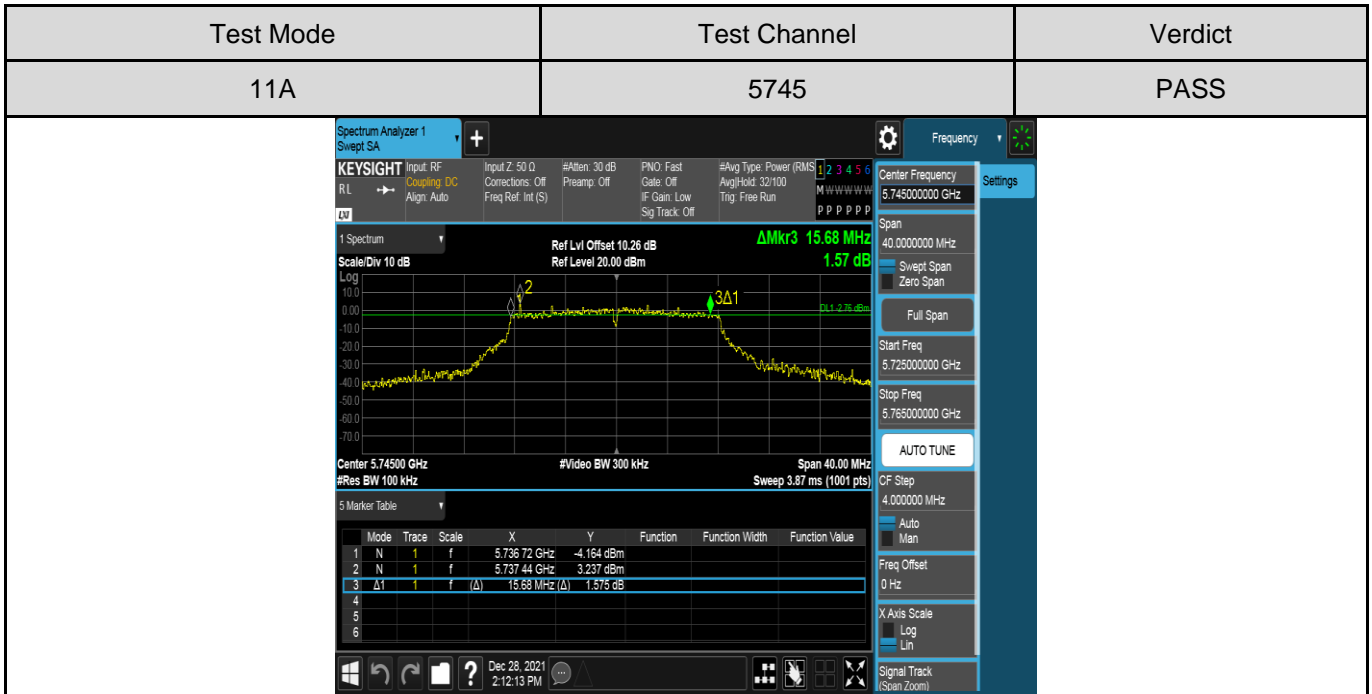 Test Mode Test Channel Verdict
11A 5745 PASS
Spectrum Analyzer 1
Swept SA
+
Frequency
KEYSIGHT Input: RF Input Z: 50 Ω #Atten: 30 dB PNO: Fast #Avg Type: Power (RMS 1 2 3 4 5 6
RL Coupling: DC Corrections: Off Preamp: Off Gate: Off Avg|Hold: 32/100 M W W W W W
Align: Auto Freq Ref: Int (S) IF Gain: Low Trig: Free Run
LXI Sig Track: Off P P P P P P
1 Spectrum Ref Lvl Offset 10.26 dB ΔMkr3 15.68 MHz
Scale/Div 10 dB Ref Level 20.00 dBm 1.57 dB
Log
10.0
2
3Δ1
0.00
DL1 -2.76 dBm
-10.0
-20.0
-30.0
-40.0
-50.0
-60.0
-70.0
Center 5.74500 GHz #Video BW 300 kHz Span 40.00 MHz
#Res BW 100 kHz Sweep 3.87 ms (1001 pts)
5 Marker Table
Mode Trace Scale X Y Function Function Width Function Value
1 N 1 f 5.736 72 GHz -4.164 dBm
2 N 1 f 5.737 44 GHz 3.237 dBm
3 Δ1 1 f (Δ) 15.68 MHz (Δ) 1.575 dB
4
5
6
? Dec 28, 2021
2:12:13 PM
Center Frequency
5.745000000 GHz
Settings
Span
40.0000000 MHz
Swept Span
Zero Span
Full Span
Start Freq
5.725000000 GHz
Stop Freq
5.765000000 GHz
AUTO TUNE
CF Step
4.000000 MHz
Auto
Man
Freq Offset
0 Hz
X Axis Scale
Log
Lin
Signal Track
(Span Zoom)